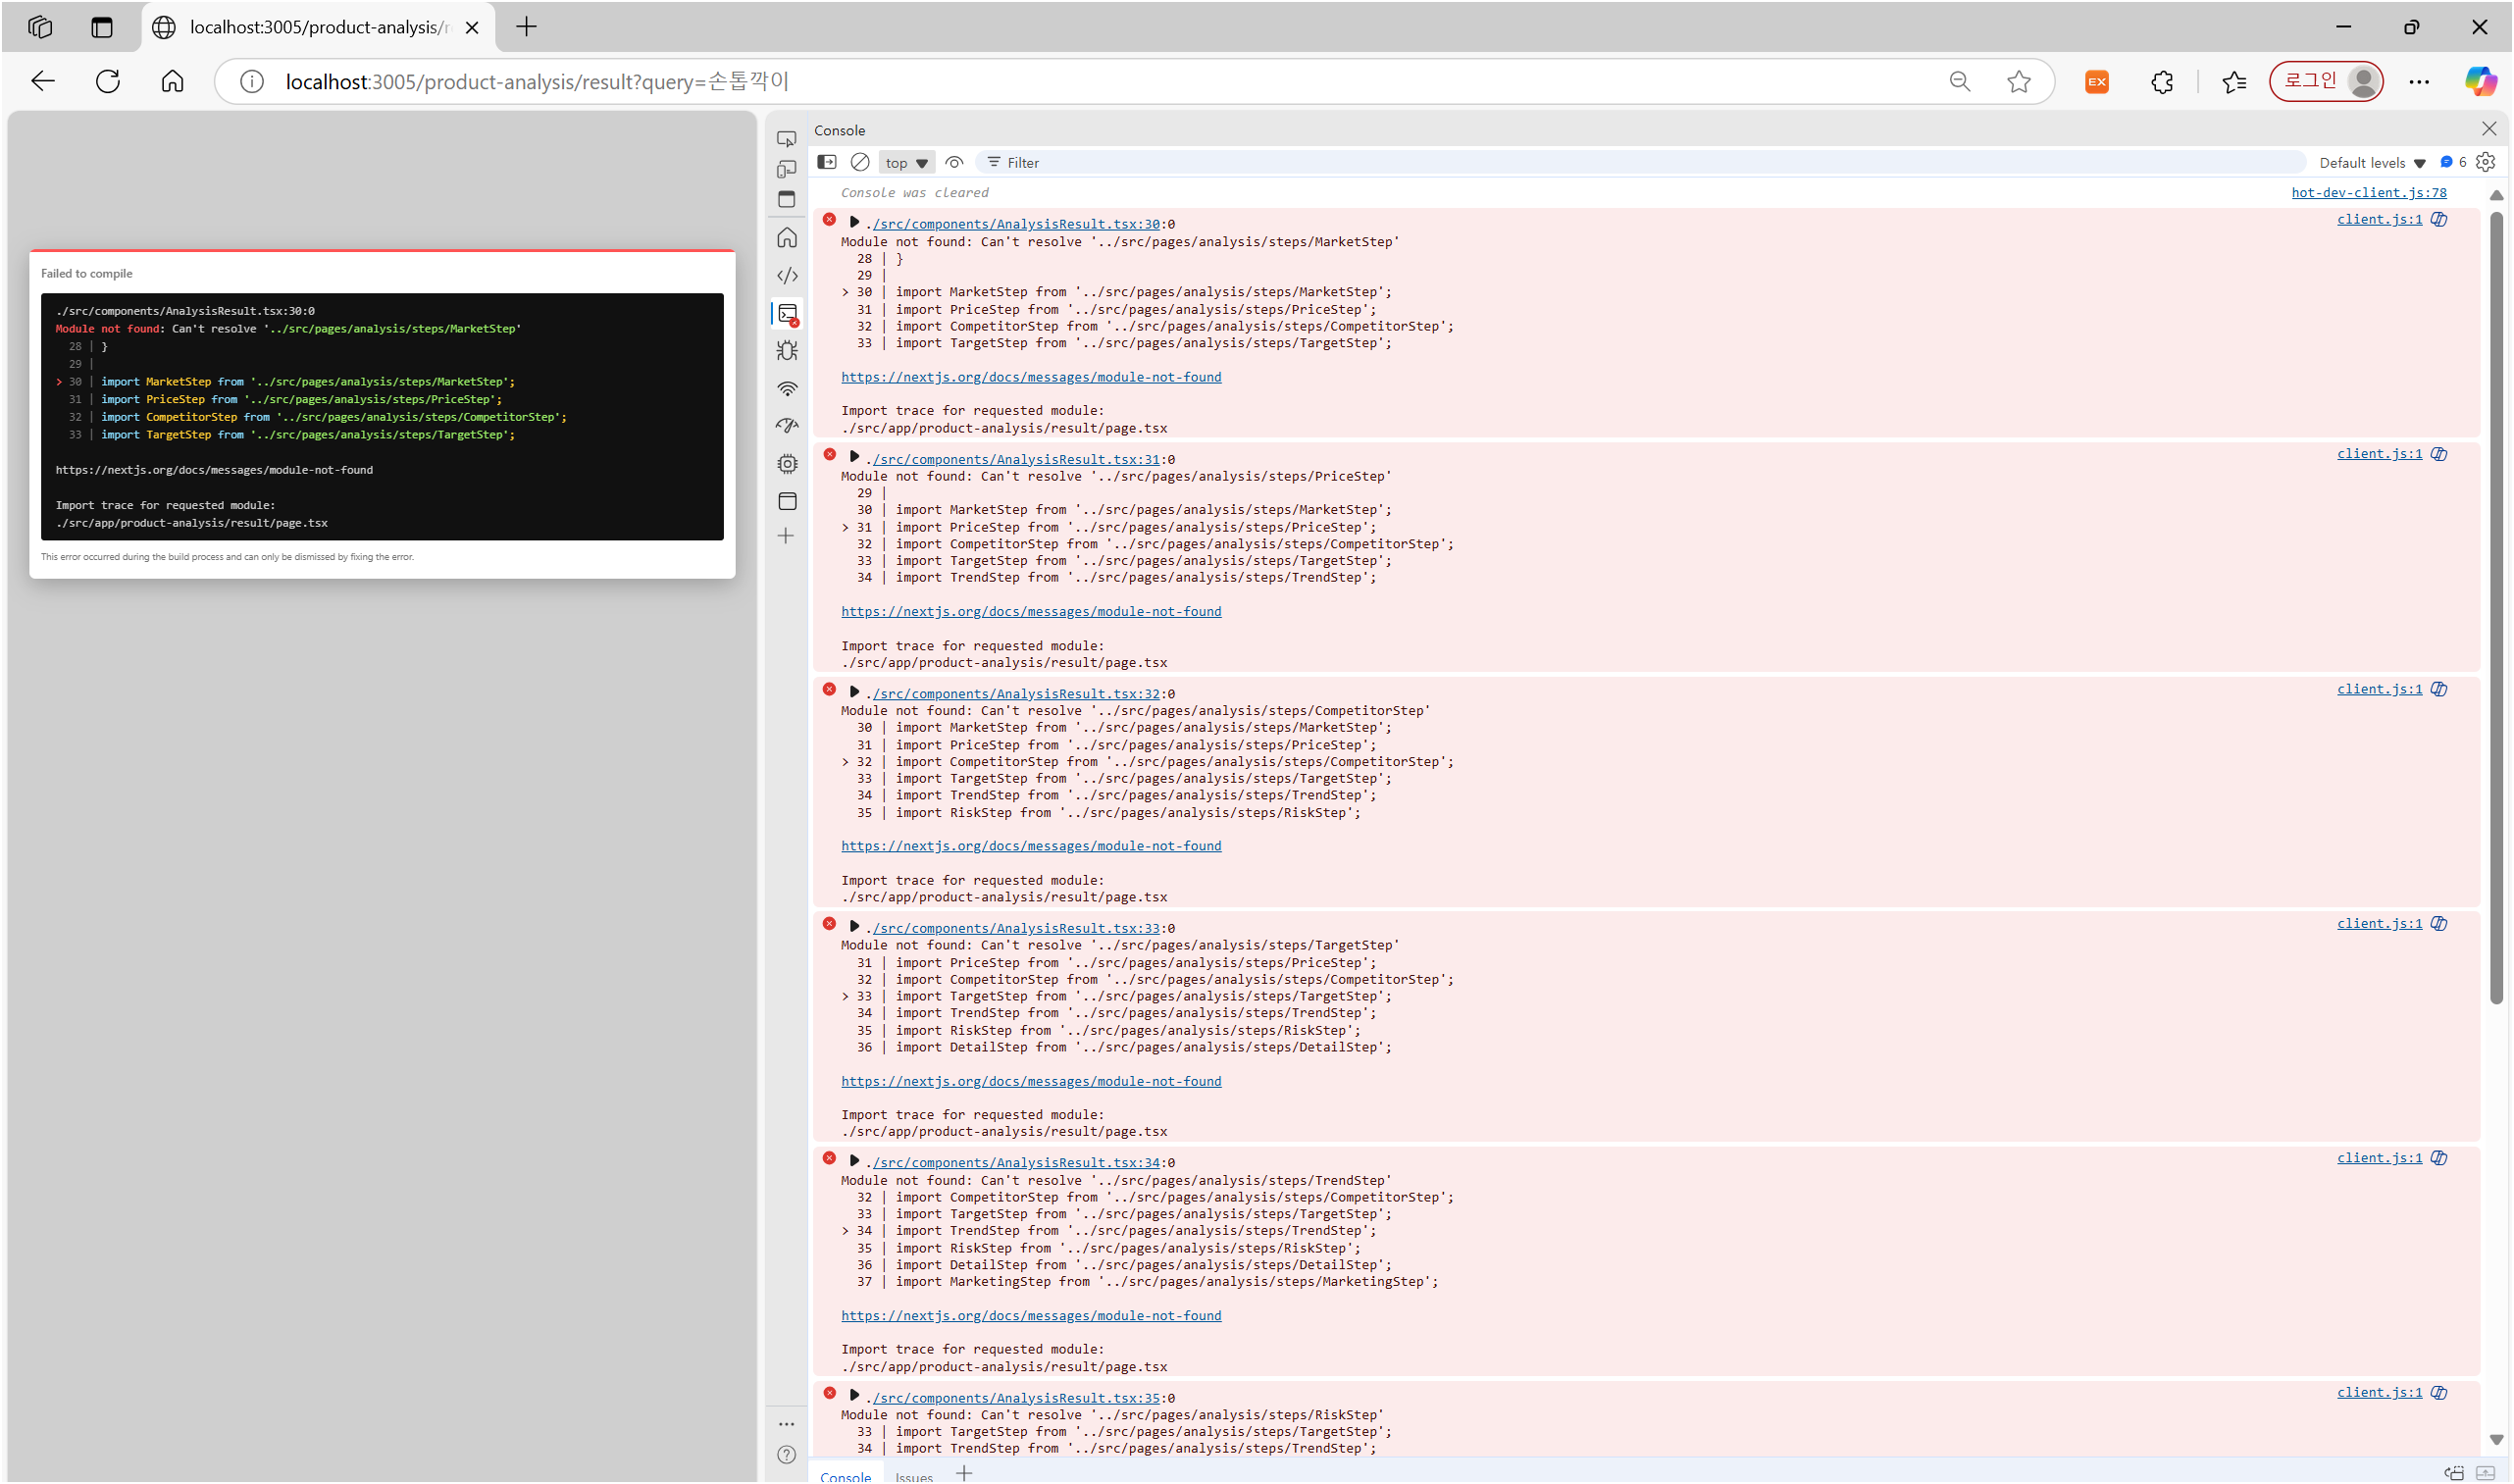 localhost:3005/product-analysis/r
localhost:3005/product-analysis/result?query=손톱깍이
EX
로그인
Failed to compile
./src/components/AnalysisResult.tsx:30:0
Module not found: Can't resolve '../src/pages/analysis/steps/MarketStep'
28 | }
29 |
> 30 | import MarketStep from '../src/pages/analysis/steps/MarketStep';
31 | import PriceStep from '../src/pages/analysis/steps/PriceStep';
32 | import CompetitorStep from '../src/pages/analysis/steps/CompetitorStep';
33 | import TargetStep from '../src/pages/analysis/steps/TargetStep';
https://nextjs.org/docs/messages/module-not-found
Import trace for requested module:
./src/app/product-analysis/result/page.tsx
This error occurred during the build process and can only be dismissed by fixing the error.
Console
top
Filter
Default levels
6
Console was cleared
hot-dev-client.js:78
./src/components/AnalysisResult.tsx:30:0
client.js:1
Module not found: Can't resolve '../src/pages/analysis/steps/MarketStep'
28 | }
29 |
> 30 | import MarketStep from '../src/pages/analysis/steps/MarketStep';
31 | import PriceStep from '../src/pages/analysis/steps/PriceStep';
32 | import CompetitorStep from '../src/pages/analysis/steps/CompetitorStep';
33 | import TargetStep from '../src/pages/analysis/steps/TargetStep';
https://nextjs.org/docs/messages/module-not-found
Import trace for requested module:
./src/app/product-analysis/result/page.tsx
./src/components/AnalysisResult.tsx:31:0
client.js:1
Module not found: Can't resolve '../src/pages/analysis/steps/PriceStep'
29 |
30 | import MarketStep from '../src/pages/analysis/steps/MarketStep';
> 31 | import PriceStep from '../src/pages/analysis/steps/PriceStep';
32 | import CompetitorStep from '../src/pages/analysis/steps/CompetitorStep';
33 | import TargetStep from '../src/pages/analysis/steps/TargetStep';
34 | import TrendStep from '../src/pages/analysis/steps/TrendStep';
https://nextjs.org/docs/messages/module-not-found
Import trace for requested module:
./src/app/product-analysis/result/page.tsx
./src/components/AnalysisResult.tsx:32:0
client.js:1
Module not found: Can't resolve '../src/pages/analysis/steps/CompetitorStep'
30 | import MarketStep from '../src/pages/analysis/steps/MarketStep';
31 | import PriceStep from '../src/pages/analysis/steps/PriceStep';
> 32 | import CompetitorStep from '../src/pages/analysis/steps/CompetitorStep';
33 | import TargetStep from '../src/pages/analysis/steps/TargetStep';
34 | import TrendStep from '../src/pages/analysis/steps/TrendStep';
35 | import RiskStep from '../src/pages/analysis/steps/RiskStep';
https://nextjs.org/docs/messages/module-not-found
Import trace for requested module:
./src/app/product-analysis/result/page.tsx
./src/components/AnalysisResult.tsx:33:0
client.js:1
Module not found: Can't resolve '../src/pages/analysis/steps/TargetStep'
31 | import PriceStep from '../src/pages/analysis/steps/PriceStep';
32 | import CompetitorStep from '../src/pages/analysis/steps/CompetitorStep';
> 33 | import TargetStep from '../src/pages/analysis/steps/TargetStep';
34 | import TrendStep from '../src/pages/analysis/steps/TrendStep';
35 | import RiskStep from '../src/pages/analysis/steps/RiskStep';
36 | import DetailStep from '../src/pages/analysis/steps/DetailStep';
https://nextjs.org/docs/messages/module-not-found
Import trace for requested module:
./src/app/product-analysis/result/page.tsx
./src/components/AnalysisResult.tsx:34:0
client.js:1
Module not found: Can't resolve '../src/pages/analysis/steps/TrendStep'
32 | import CompetitorStep from '../src/pages/analysis/steps/CompetitorStep';
33 | import TargetStep from '../src/pages/analysis/steps/TargetStep';
> 34 | import TrendStep from '../src/pages/analysis/steps/TrendStep';
35 | import RiskStep from '../src/pages/analysis/steps/RiskStep';
36 | import DetailStep from '../src/pages/analysis/steps/DetailStep';
37 | import MarketingStep from '../src/pages/analysis/steps/MarketingStep';
https://nextjs.org/docs/messages/module-not-found
Import trace for requested module:
./src/app/product-analysis/result/page.tsx
./src/components/AnalysisResult.tsx:35:0
client.js:1
Module not found: Can't resolve '../src/pages/analysis/steps/RiskStep'
33 | import TargetStep from '../src/pages/analysis/steps/TargetStep';
34 | import TrendStep from '../src/pages/analysis/steps/TrendStep';
Console
Issues